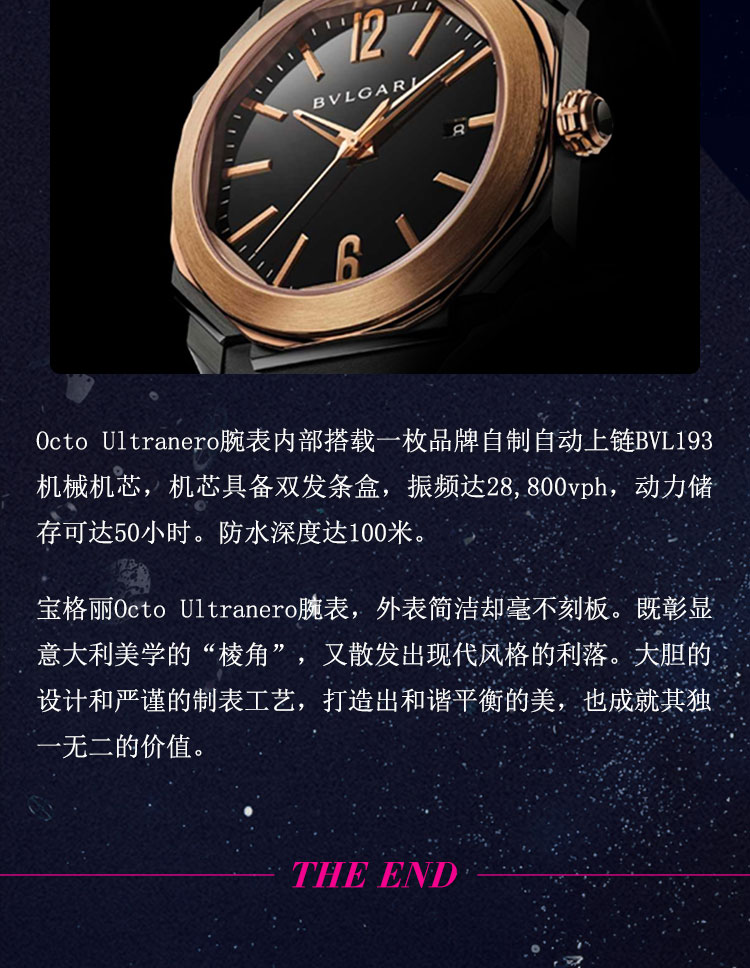 12
BVLGARI
8
6
Octo Ultranero腕表内部搭载一枚品牌自制自动上链BVL193
机械机芯，机芯具备双发条盒，振频达28,800vph，动力储
存可达50小时。防水深度达100米。
宝格丽Octo Ultranero腕表，外表简洁却毫不刻板。既彰显
意大利美学的“棱角”，又散发出现代风格的利落。大胆的
设计和严谨的制表工艺，打造出和谐平衡的美，也成就其独
一无二的价值。
THE END